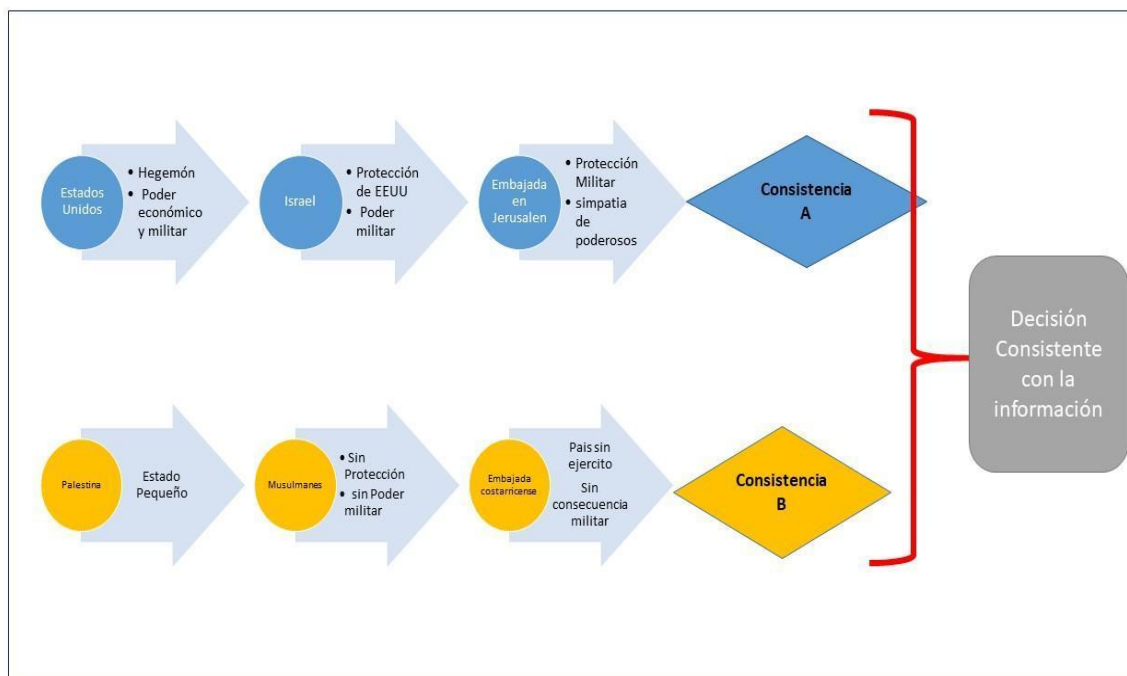 Estados
Unidos
• Hegemón
• Poder
económico
y militar
Israel
• Protección
de EEUU
• Poder
militar
Embajada
en
Jerusalen
• Protección
Militar
• simpatia
de
poderosos
Consistencia
A
Palestina
Estado
Pequeño
Musulmanes
• Sin
Protección
• sin Poder
militar
Embajada
costarricense
Pais sin
ejercito
Sin
consecuencia
militar
Consistencia
B
Decisión
Consistente
con la
información